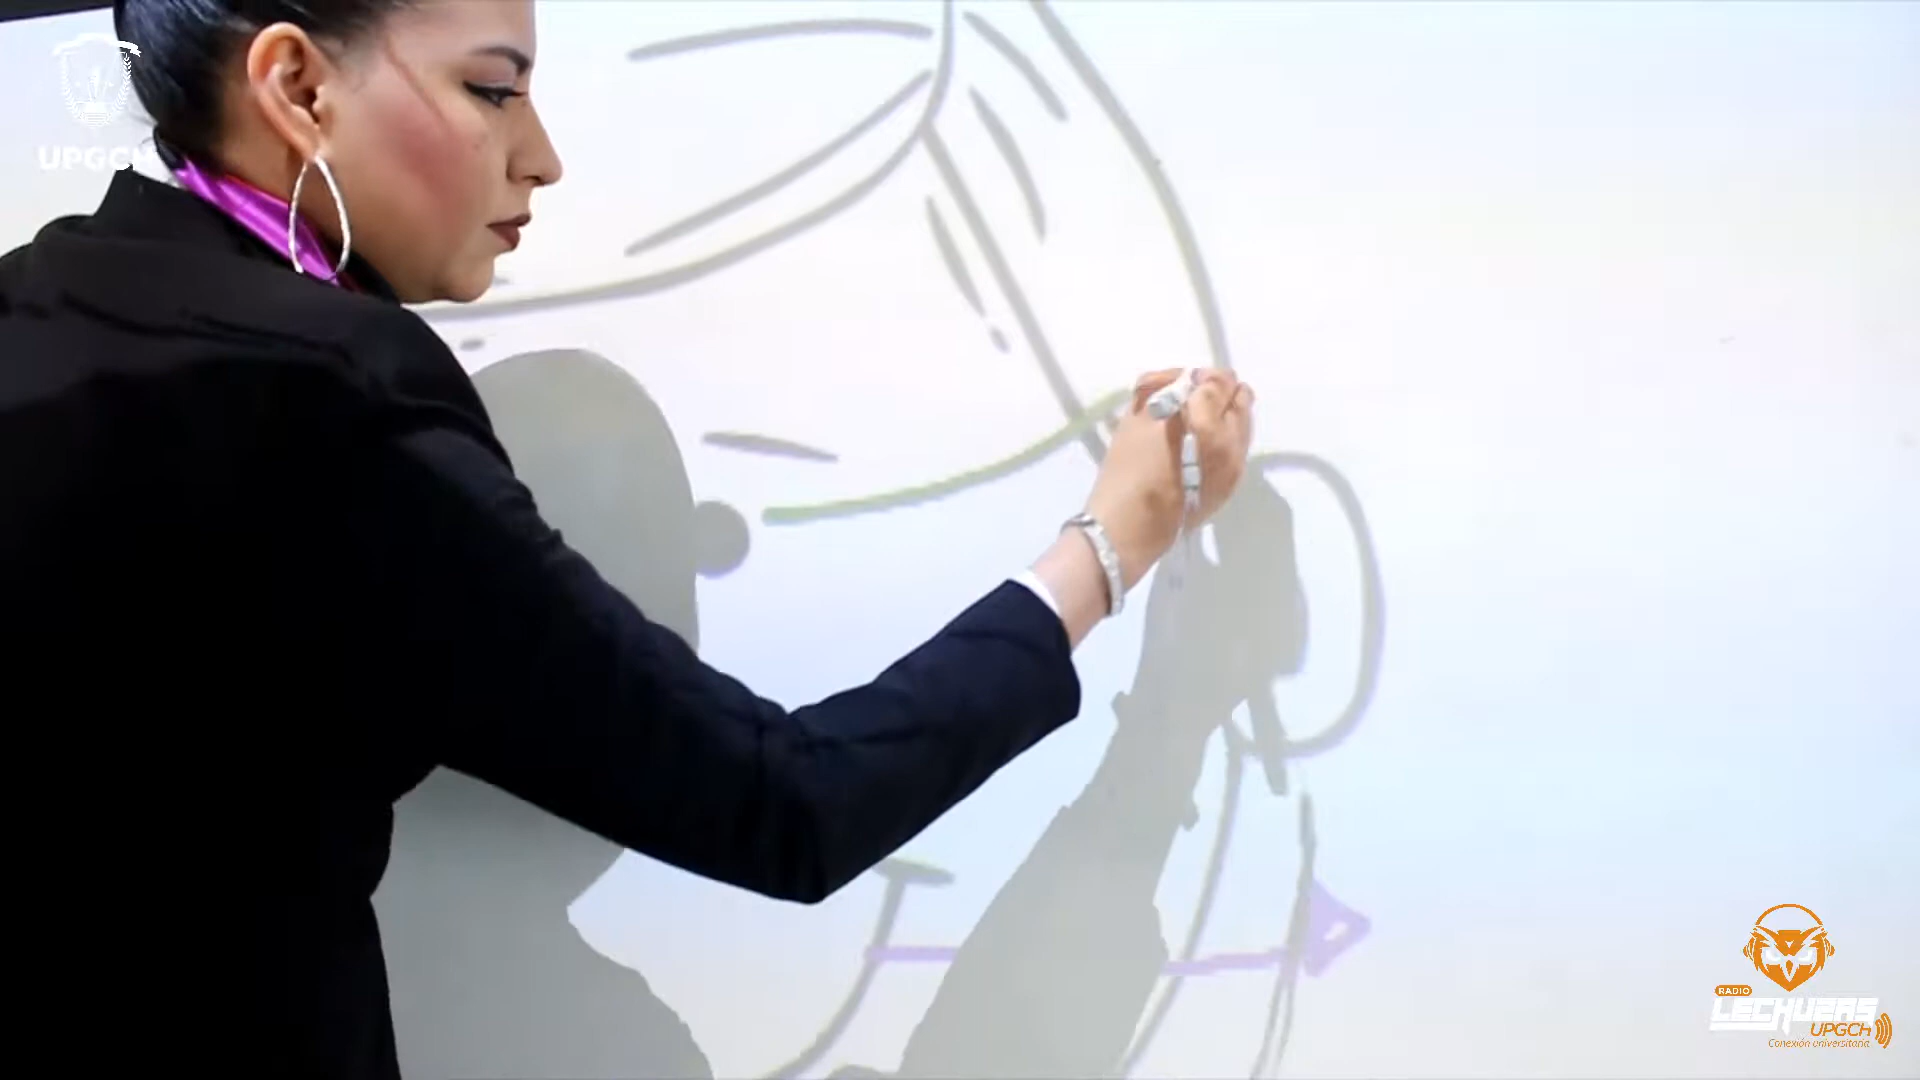 UPGCH
RADIO
LECHUZAS
UPGCH
Conexión universitaria